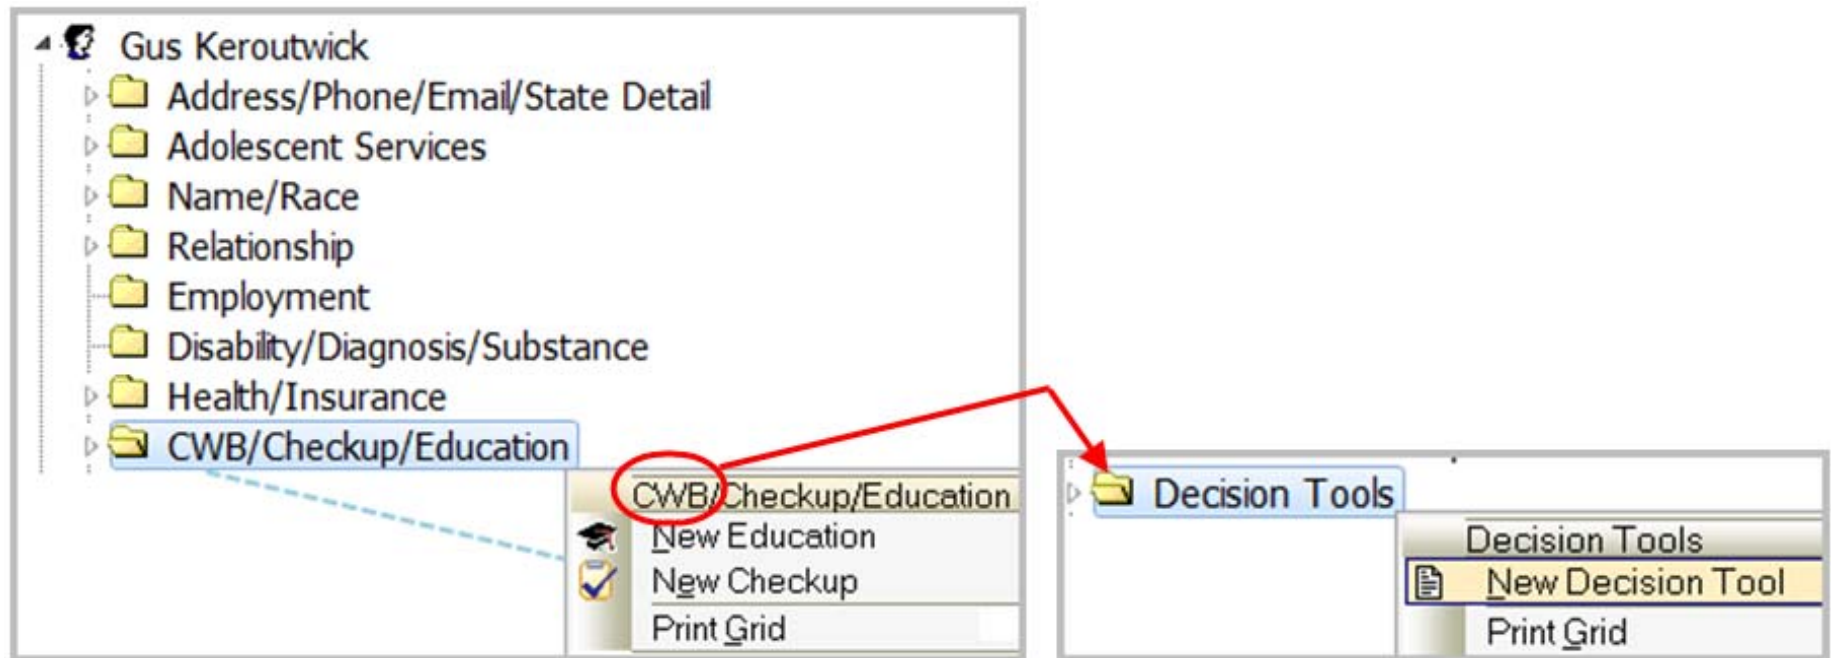 Gus Keroutwick
Address/Phone/Email/State Detail
Adolescent Services
Name/Race
Relationship
Employment
Disability/Diagnosis/Substance
Health/Insurance
CWB/Checkup/Education
CWB/Checkup/Education
New Education
New Checkup
Print Grid
Decision Tools
Decision Tools
New Decision Tool
Print Grid